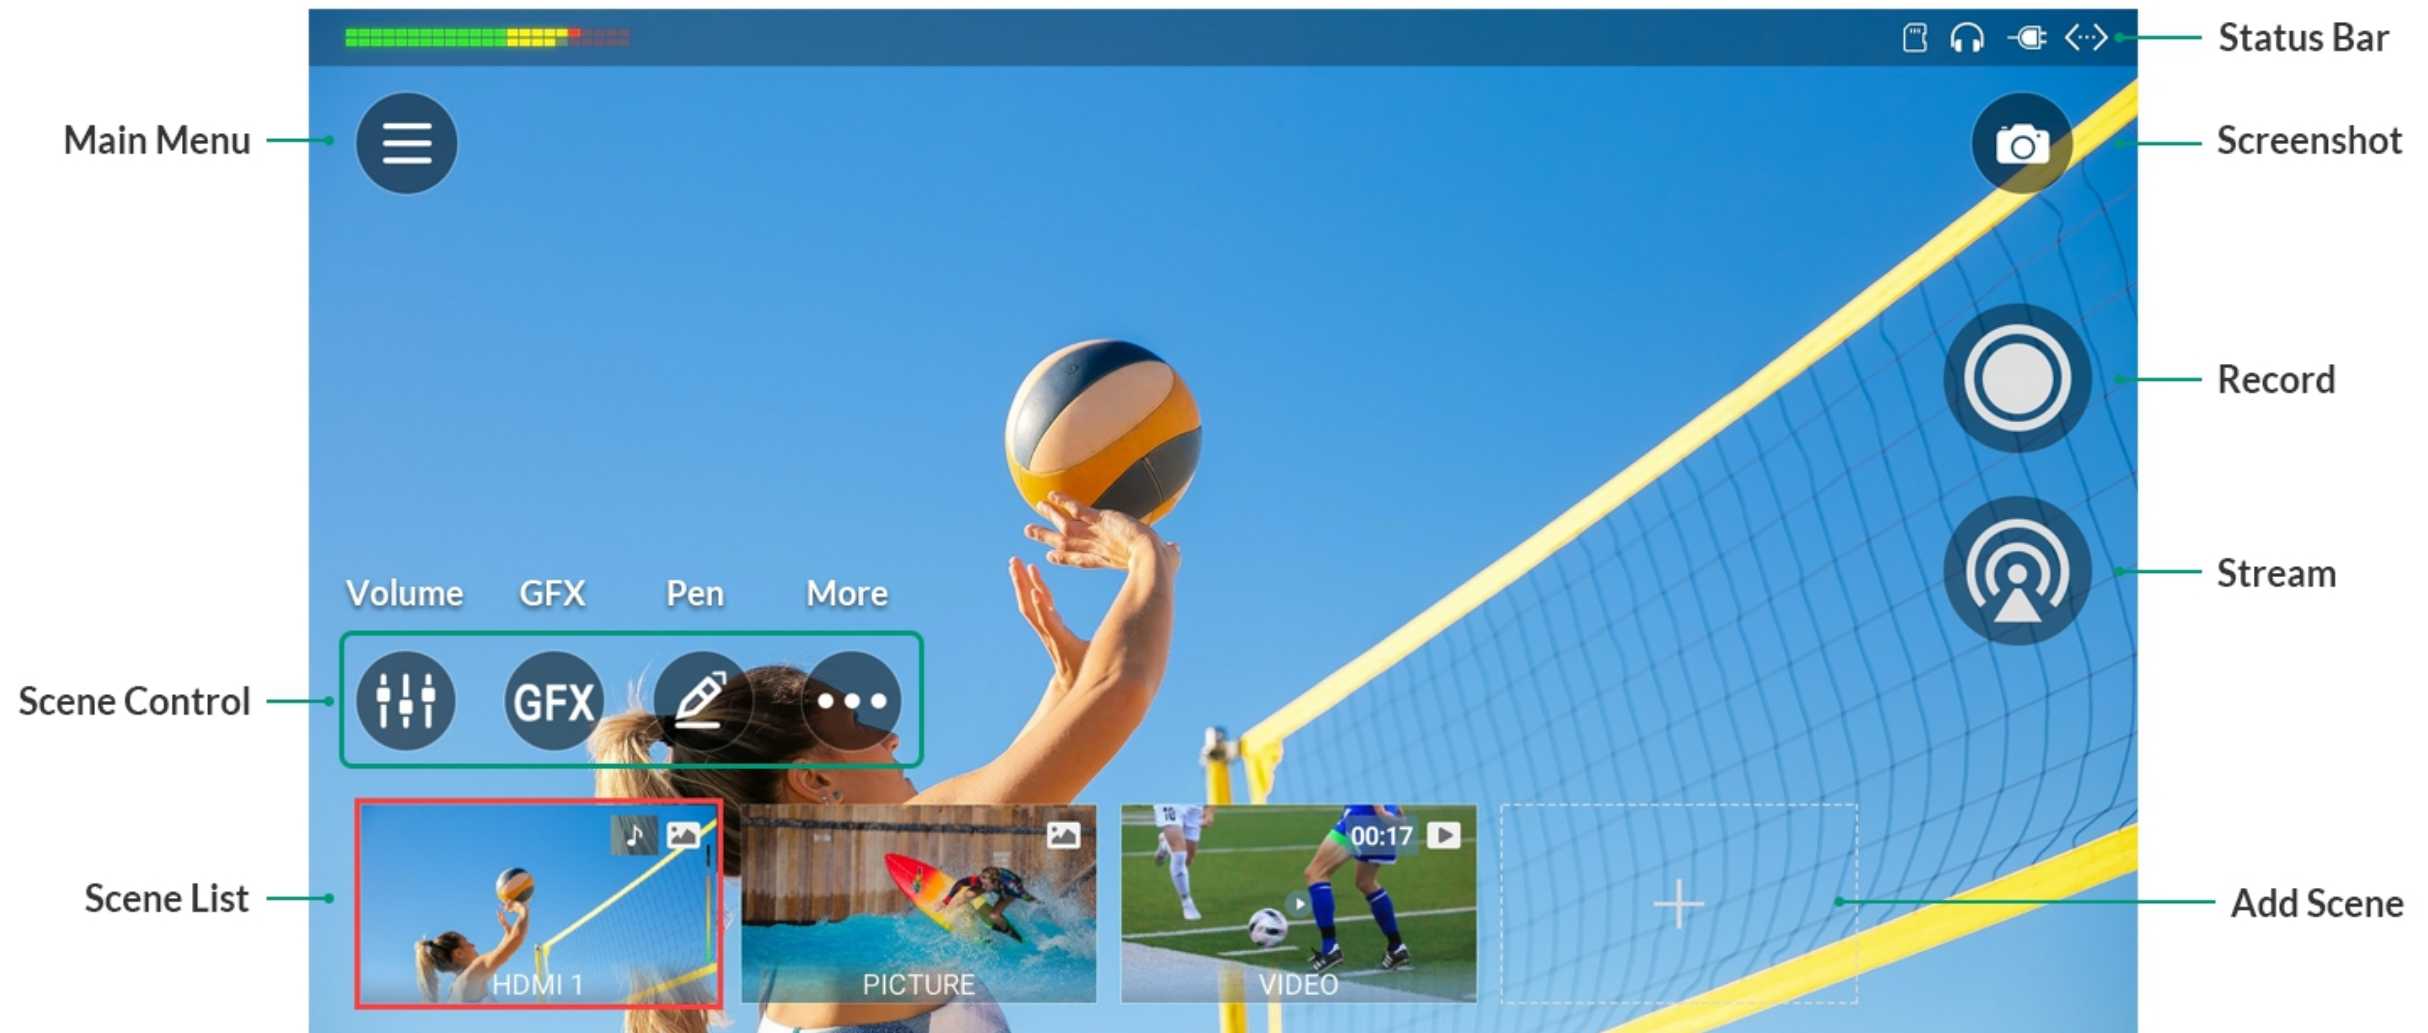 Status Bar
Main Menu
Screenshot
Record
Stream
Volume GFX Pen More
Scene Control
GFX
Scene List
10
00:17
HDMI 1
PICTURE
VIDEO
Add Scene